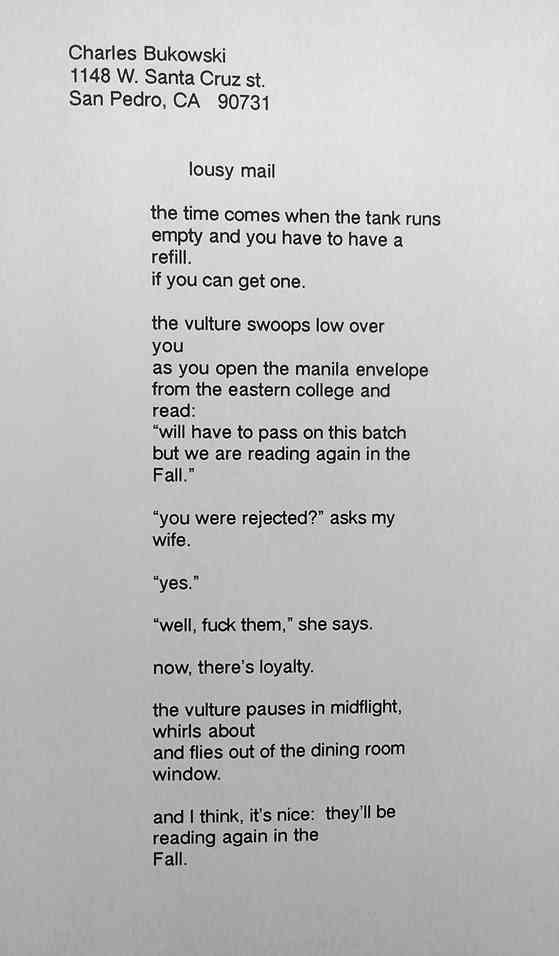 Charles Bukowski
1148 W. Santa Cruz st.
San Pedro, CA 90731
lousy mail
the time comes when the tank runs
empty and you have to have a
refill.
if you can get one.
the vulture swoops low over
you
as you open the manila envelope
from the eastern college and
read:
“will have to pass on this batch
but we are reading again in the
Fall.”
“you were rejected?” asks my
wife.
“yes.”
“well, fuck them,” she says.
now, there's loyalty.
the vulture pauses in midflight,
whirls about
and flies out of the dining room
window.
and I think, it's nice: they'll be
reading again in the
Fall.